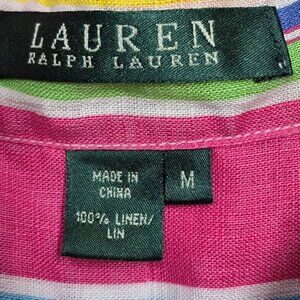 LAUREN
RALPH LAUREN
MADE IN
CHINA
M
100% LINEN/
LIN